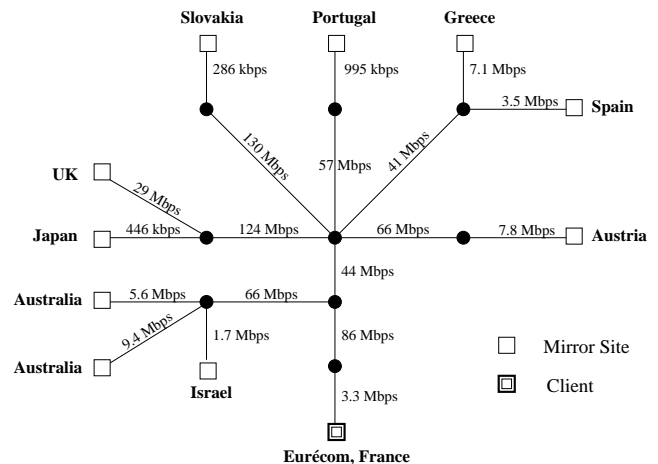 Slovakia
Portugal
Greece
286 kbps
995 kbps
7.1 Mbps
3.5 Mbps
Spain
130 Mbps
57 Mbps
41 Mbps
UK
29 Mbps
Japan
446 kbps
124 Mbps
66 Mbps
7.8 Mbps
Austria
44 Mbps
Australia
5.6 Mbps
66 Mbps
9.4 Mbps
1.7 Mbps
86 Mbps
Mirror Site
Australia
Israel
3.3 Mbps
Client
Eurécom, France